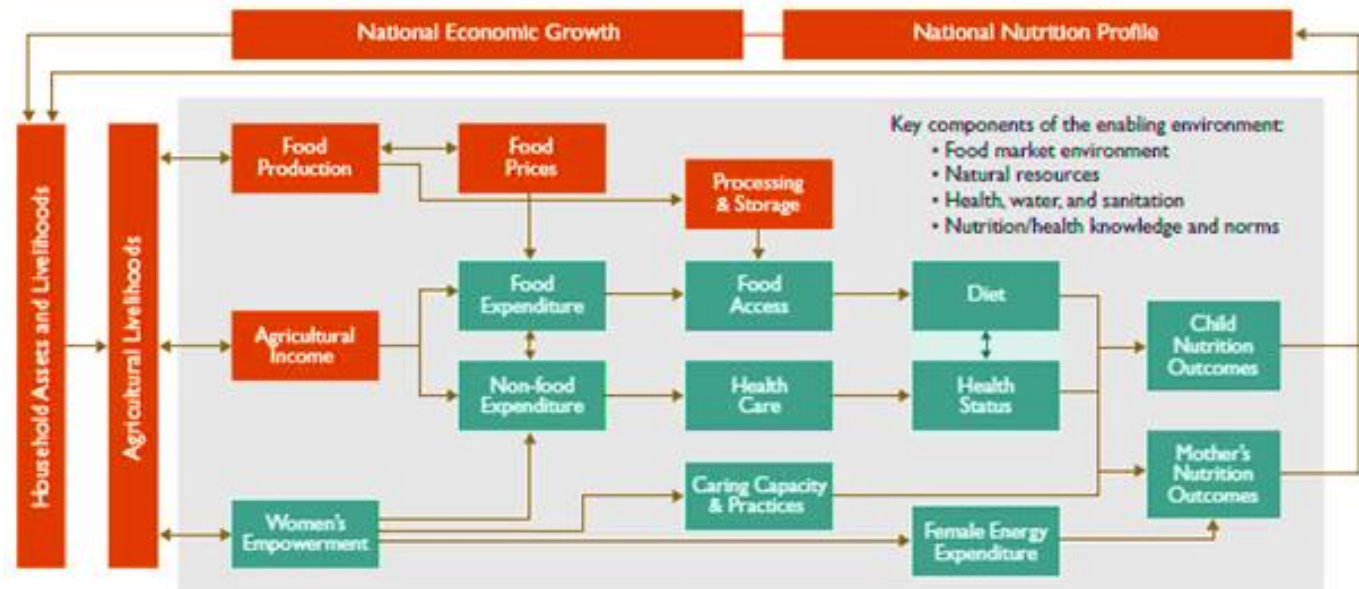 National Economic Growth
National Nutrition Profile
Household Assets and Livelihoods
Agricultural Livelihoods
Food
Production
Food
Prices
Processing
& Storage
Key components of the enabling environment:
• Food market environment
• Natural resources
• Health, water, and sanitation
• Nutrition/health knowledge and norms
Agricultural
Income
Food
Expenditure
Food
Access
Diet
Child
Nutrition
Outcomes
Non-food
Expenditure
Health
Care
Health
Status
Women's
Empowerment
Caring Capacity
& Practices
Female Energy
Expenditure
Mother's
Nutrition
Outcomes